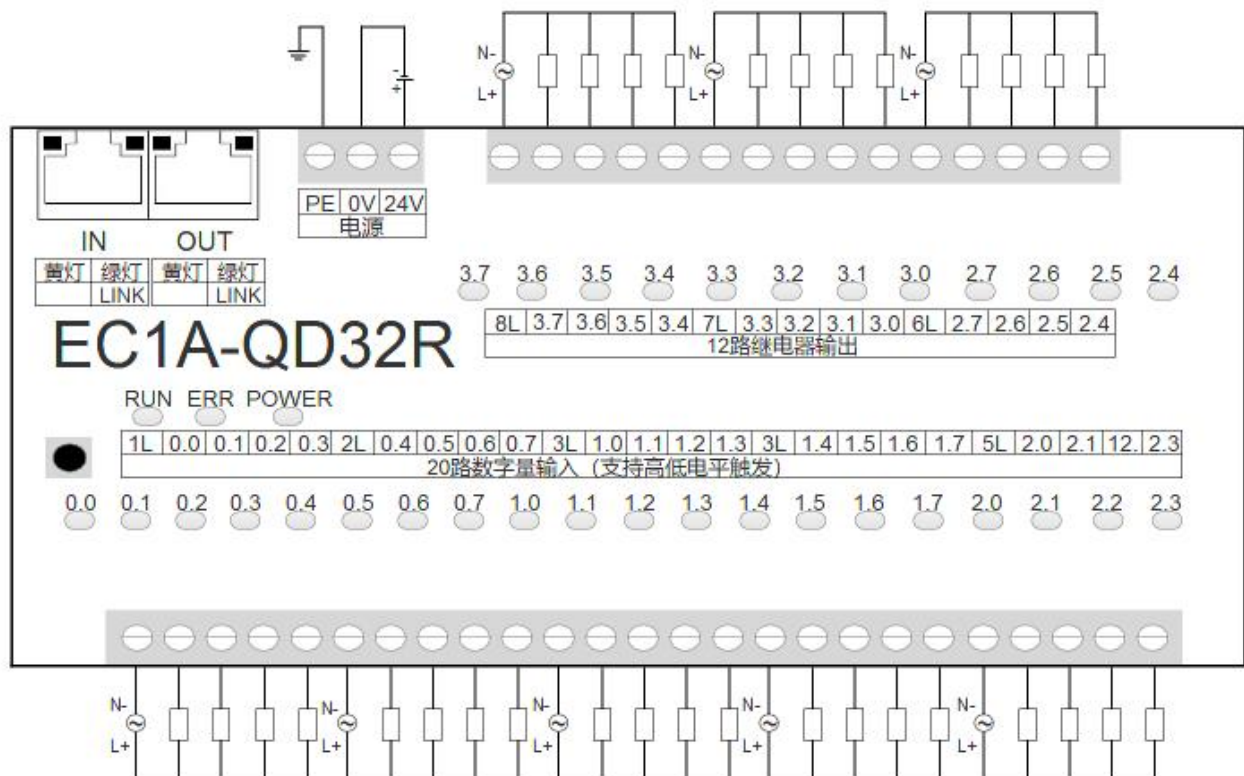 N- N- N-
L+ L+ L+
-
+
PE 0V 24V
电源
IN OUT
黄灯 绿灯 黄灯 绿灯
LINK LINK
3.7 3.6 3.5 3.4 3.3 3.2 3.1 3.0 2.7 2.6 2.5 2.4
8L 3.7 3.6 3.5 3.4 7L 3.3 3.2 3.1 3.0 6L 2.7 2.6 2.5 2.4
12路继电器输出
EC1A-QD32R
RUN ERR POWER
1L 0.0 0.1 0.2 0.3 2L 0.4 0.5 0.6 0.7 3L 1.0 1.1 1.2 1.3 3L 1.4 1.5 1.6 1.7 5L 2.0 2.1 12. 2.3
20路数字量输入（支持高低电平触发）
0.0 0.1 0.2 0.3 0.4 0.5 0.6 0.7 1.0 1.1 1.2 1.3 1.4 1.5 1.6 1.7 2.0 2.1 2.2 2.3
N- N- N- N- N-
L+ L+ L+ L+ L+